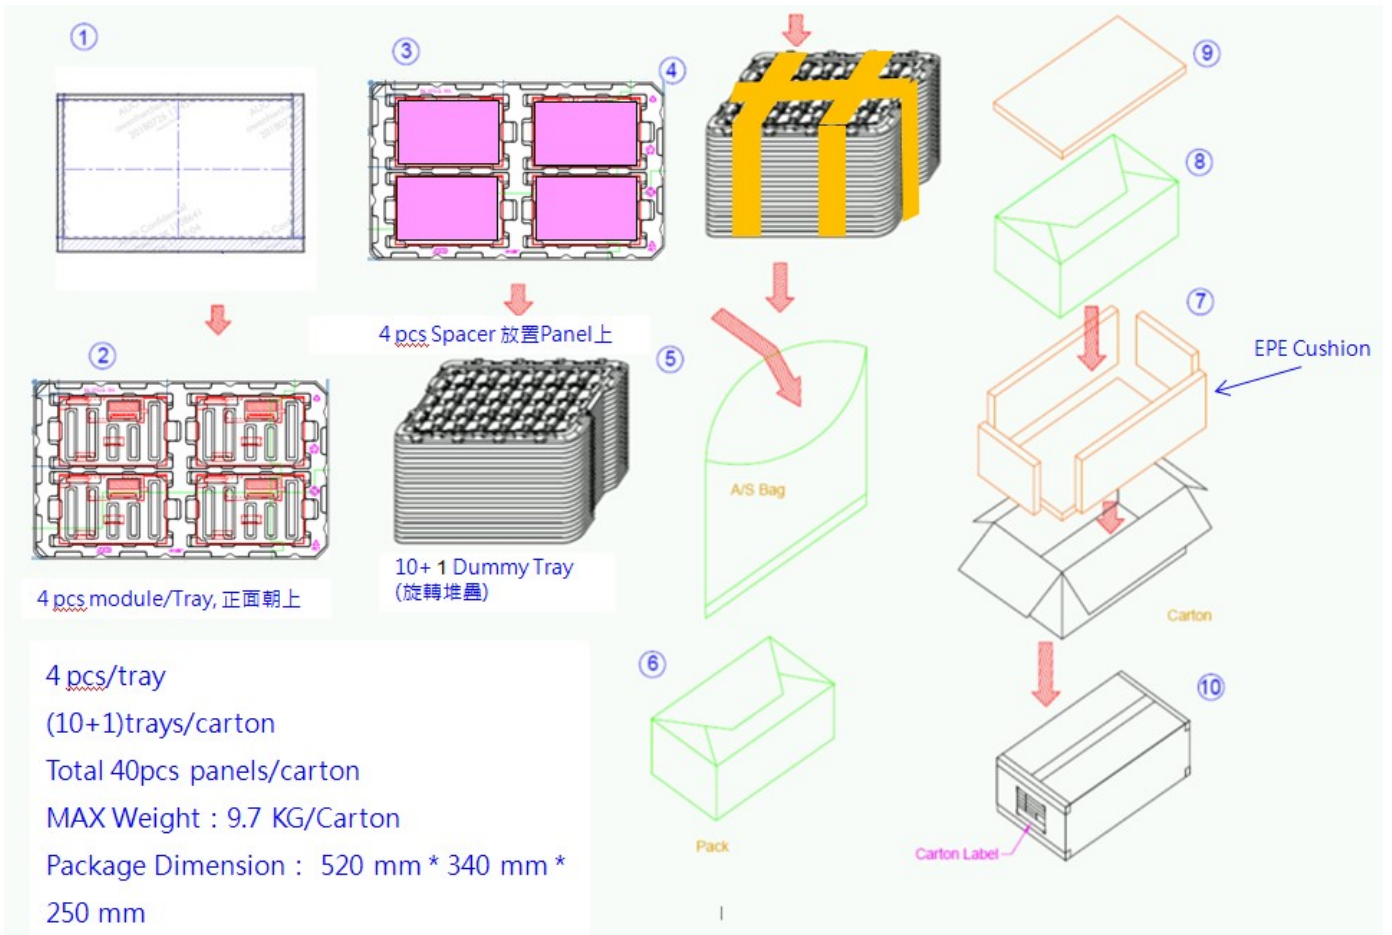 1
2
4 pcs module/Tray, 正面朝上
3
4 pcs Spacer 放置Panel上
4
5
10+ 1 Dummy Tray
(旋轉堆疊)
A/S Bag
6
Pack
9
8
7
EPE Cushion
Carton
10
Carton Label
4 pcs/tray
(10+1)trays/carton
Total 40pcs panels/carton
MAX Weight : 9.7 KG/Carton
Package Dimension : 520 mm * 340 mm *
250 mm